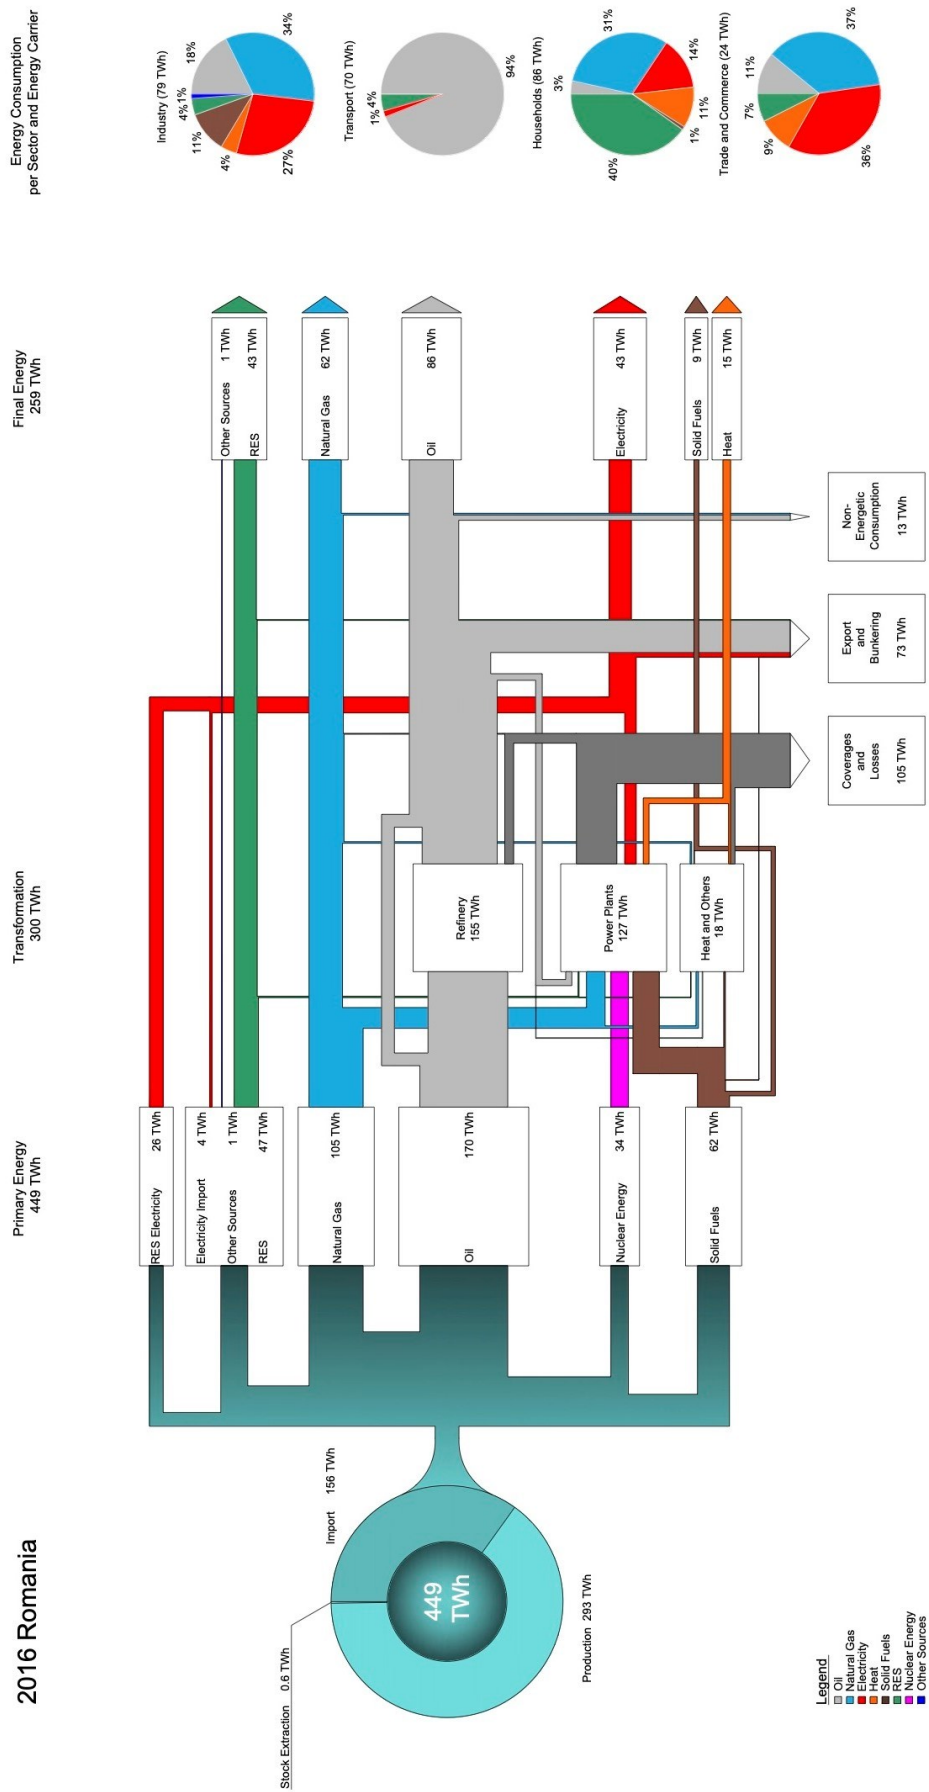 2016 Romania
Primary Energy
449 TWh
Transformation
300 TWh
Final Energy
259 TWh
Energy Consumption
per Sector and Energy Carrier
Stock Extraction 0.6 TWh
Import 156 TWh
449
TWh
Production 293 TWh
RES Electricity 26 TWh
Electricity Import 4 TWh
Other Sources 1 TWh
RES 47 TWh
Natural Gas 105 TWh
Oil 170 TWh
Nuclear Energy 34 TWh
Solid Fuels 62 TWh
Refinery
155 TWh
Power Plants
127 TWh
Heat and Others
18 TWh
Other Sources 1 TWh
RES 43 TWh
Natural Gas 62 TWh
Oil 86 TWh
Electricity 43 TWh
Solid Fuels 9 TWh
Heat 15 TWh
Coverages
and
Losses
105 TWh
Export
and
Bunkering
73 TWh
Non-
Energetic
Consumption
13 TWh
Industry (79 TWh)
18%
34%
1%
4%
11%
4%
27%
Transport (70 TWh)
4%
1%
94%
Households (86 TWh)
3%
31%
14%
11%
1%
40%
Trade and Commerce (24 TWh)
11%
37%
7%
9%
36%
Legend
Oil
Natural Gas
Electricity
Heat
Solid Fuels
RES
Nuclear Energy
Other Sources